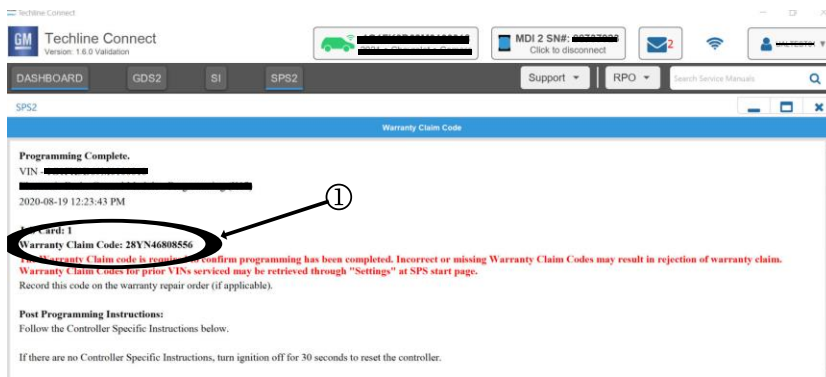 Techline Connect
GM
Techline Connect
Version: 1.6.0 Validation
MDI 2 SN#:
Click to disconnect
2
DASHBOARD GDS2 SI SPS2 Support RPO Search Service Manuals
SPS2
Warranty Claim Code
Programming Complete.
VIN -
2020-08-19 12:23:43 PM
①
Job Card: 1
Warranty Claim Code: 28YN46808556
The Warranty Claim code is required to confirm programming has been completed. Incorrect or missing Warranty Claim Codes may result in rejection of warranty claim.
Warranty Claim Codes for prior VINs serviced may be retrieved through "Settings" at SPS start page.
Record this code on the warranty repair order (if applicable).
Post Programming Instructions:
Follow the Controller Specific Instructions below.
If there are no Controller Specific Instructions, turn ignition off for 30 seconds to reset the controller.